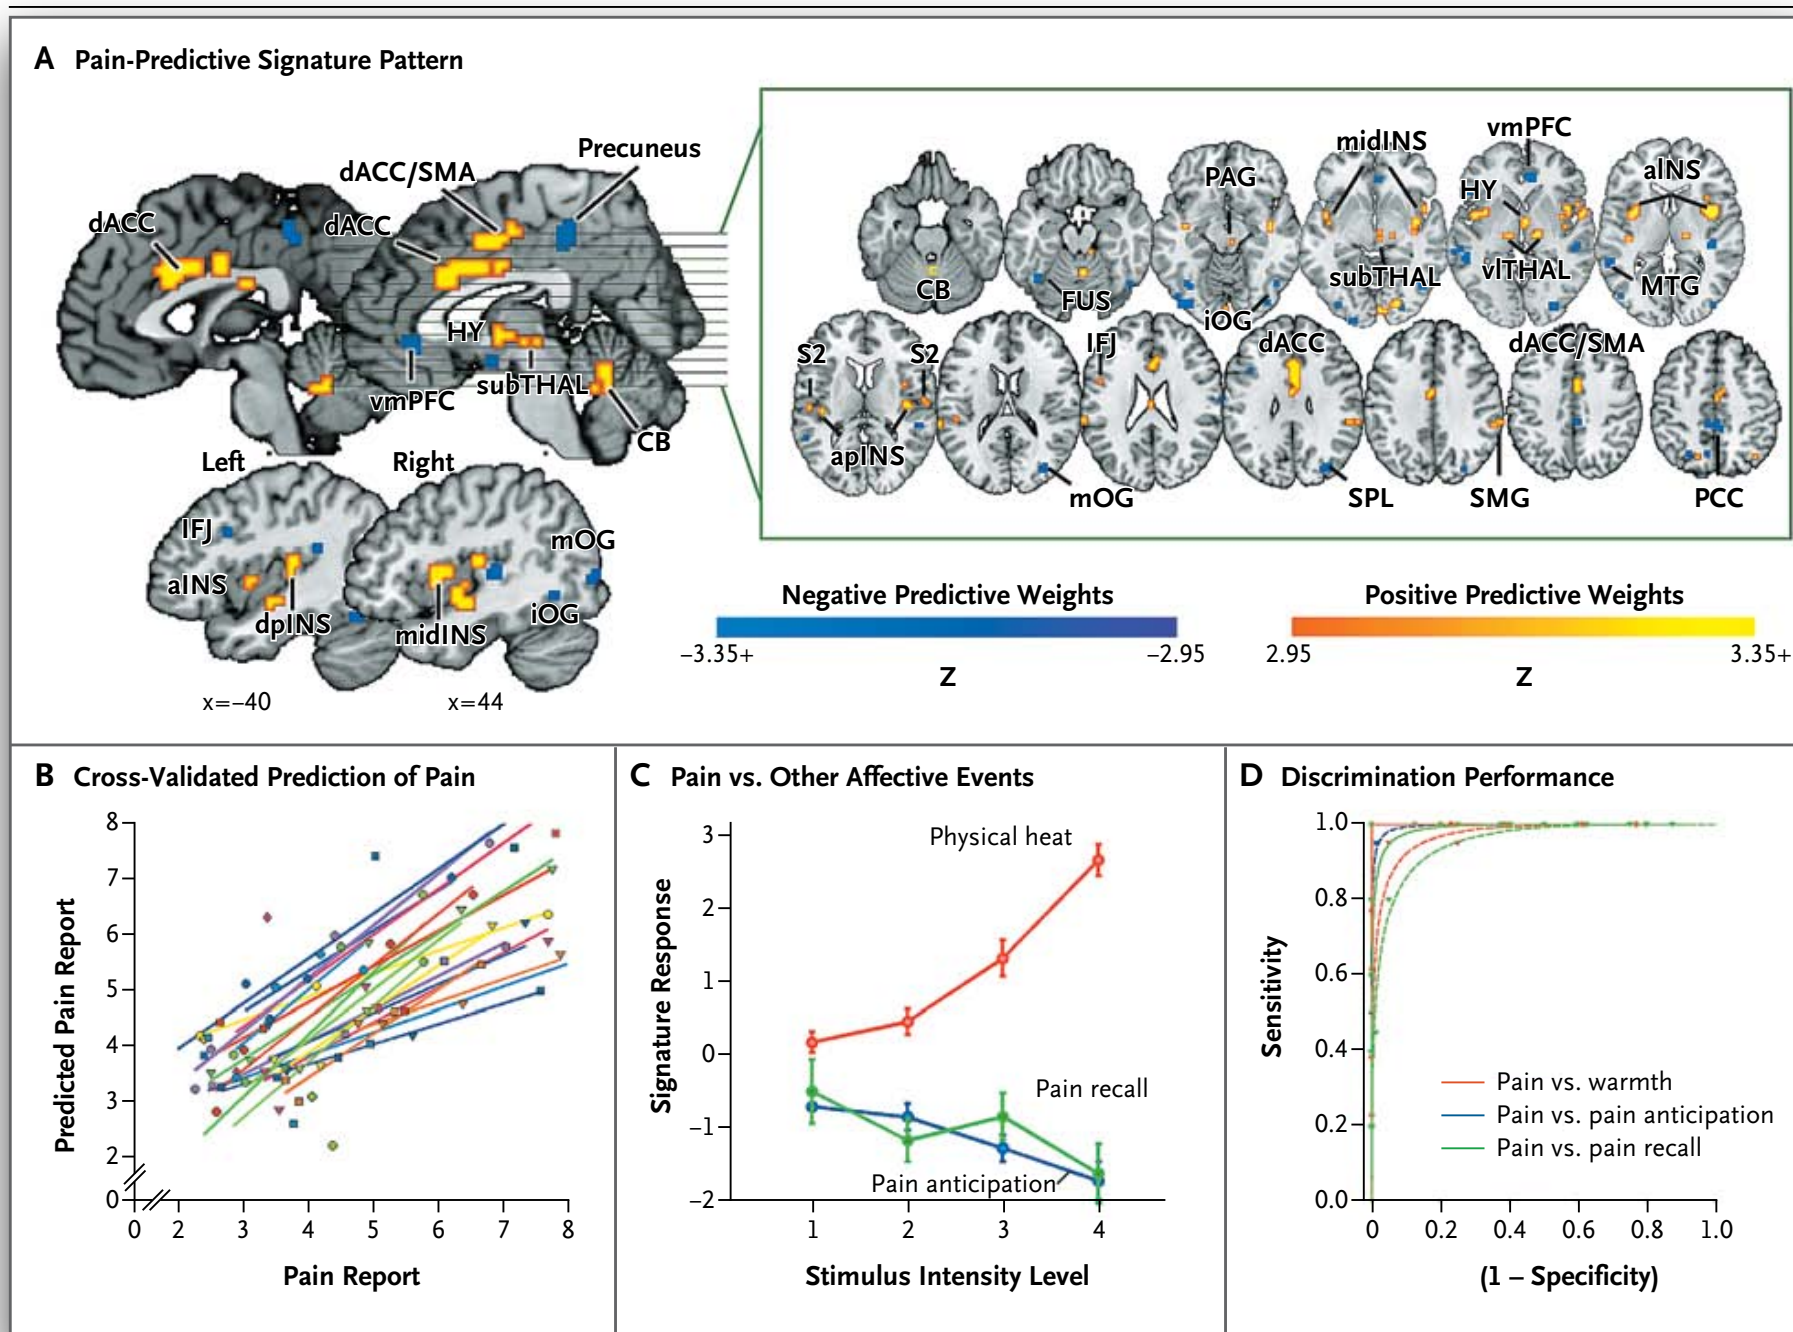 A Pain-Predictive Signature Pattern
Precuneus
dACC/SMA
dACC
dACC
HY
subTHAL
vmPFC
CB
Left
Right
IFJ
aINS
dpINS
midINS
mOG
iOG
x=–40
x=44
midINS
vmPFC
PAG
HY
aINS
CB
FUS
iOG
subTHAL
vlTHAL
MTG
S2
S2
IFJ
dACC
dACC/SMA
apINS
mOG
SPL
SMG
PCC
Negative Predictive Weights
–3.35+
–2.95
Z
Positive Predictive Weights
2.95
3.35+
Z
B Cross-Validated Prediction of Pain
Predicted Pain Report
8
7
6
5
4
3
2
0
0 2 3 4 5 6 7 8
Pain Report
C Pain vs. Other Affective Events
Signature Response
3
2
1
0
–1
–2
Physical heat
Pain recall
Pain anticipation
1 2 3 4
Stimulus Intensity Level
D Discrimination Performance
Sensitivity
1.0
0.8
0.6
0.4
0.2
0.0
Pain vs. warmth
Pain vs. pain anticipation
Pain vs. pain recall
0 0.2 0.4 0.6 0.8 1.0
(1 – Specificity)